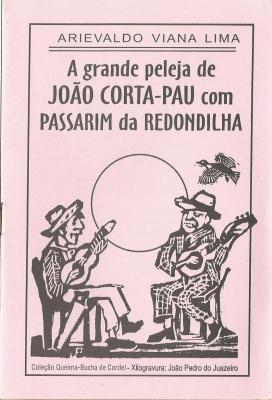 ARIEVALDO VIANA LIMA
A grande peleja de
JOÃO CORTA-PAU com
PASSARIM da REDONDILHA
Coleção Queima-Bucha de Cordel - Xilogravura: João Pedro do Juazeiro